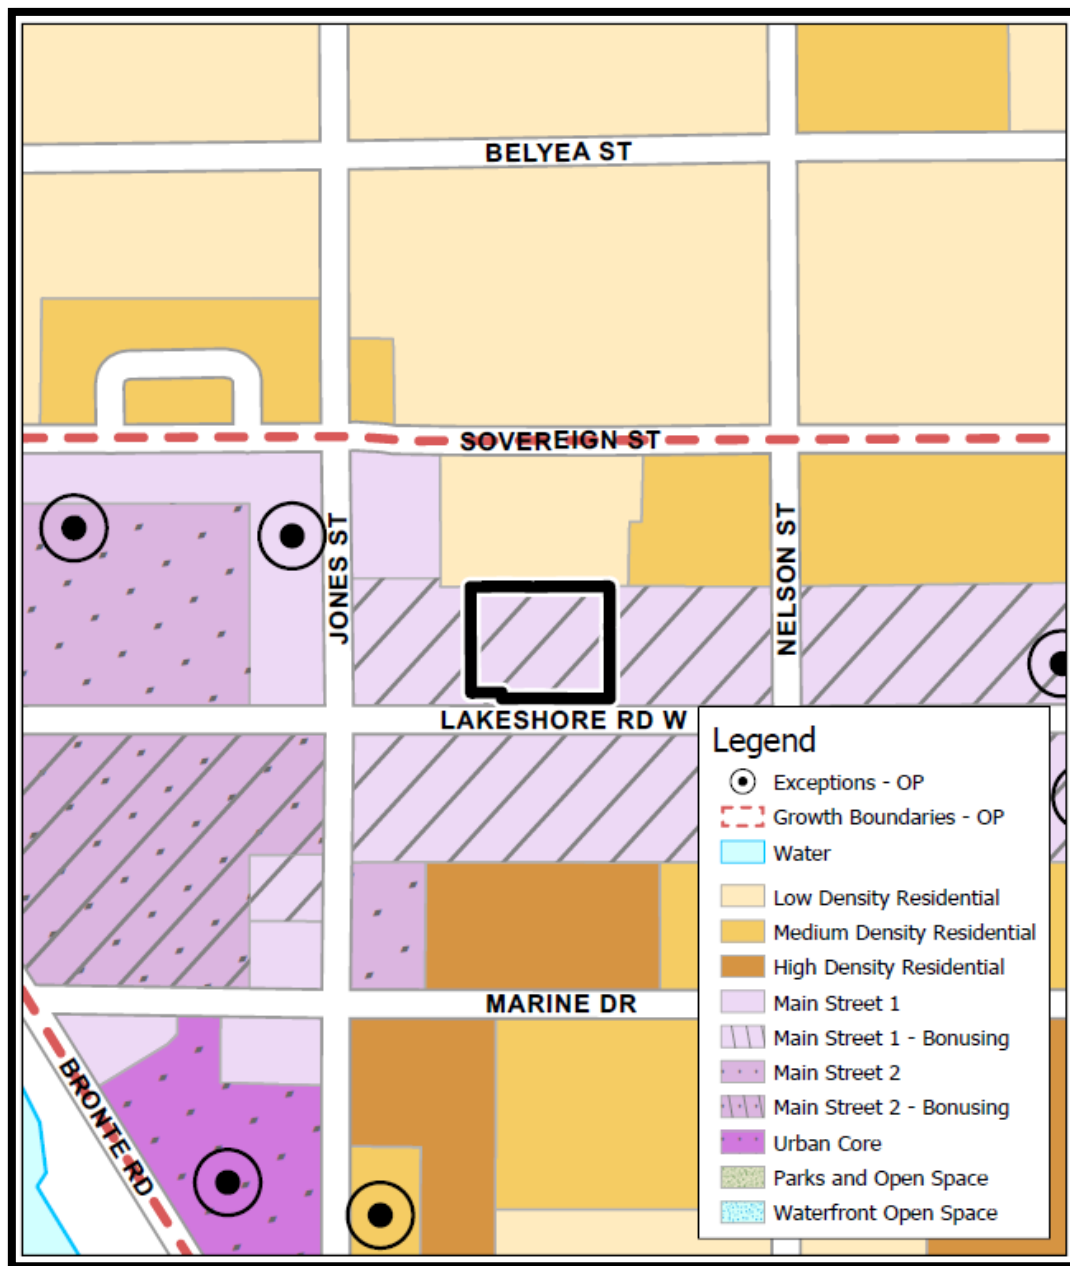 BELYEA ST
SOVEREIGN ST
JONES ST
NELSON ST
LAKESHORE RD W
MARINE DR
BRONTE RD
Legend
Exceptions - OP
Growth Boundaries - OP
Water
Low Density Residential
Medium Density Residential
High Density Residential
Main Street 1
Main Street 1 - Bonusing
Main Street 2
Main Street 2 - Bonusing
Urban Core
Parks and Open Space
Waterfront Open Space